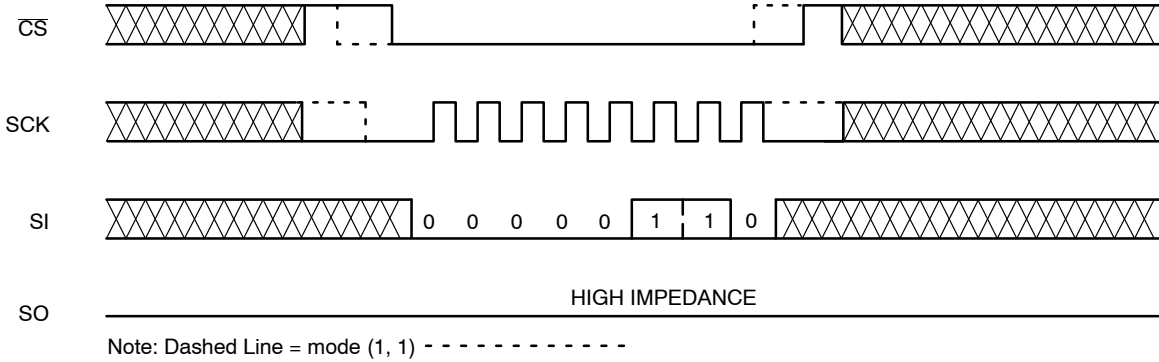 CS
SCK
SI 0 0 0 0 0 1 1 0
SO HIGH IMPEDANCE
Note: Dashed Line = mode (1, 1) - - - - - - - - - - - -